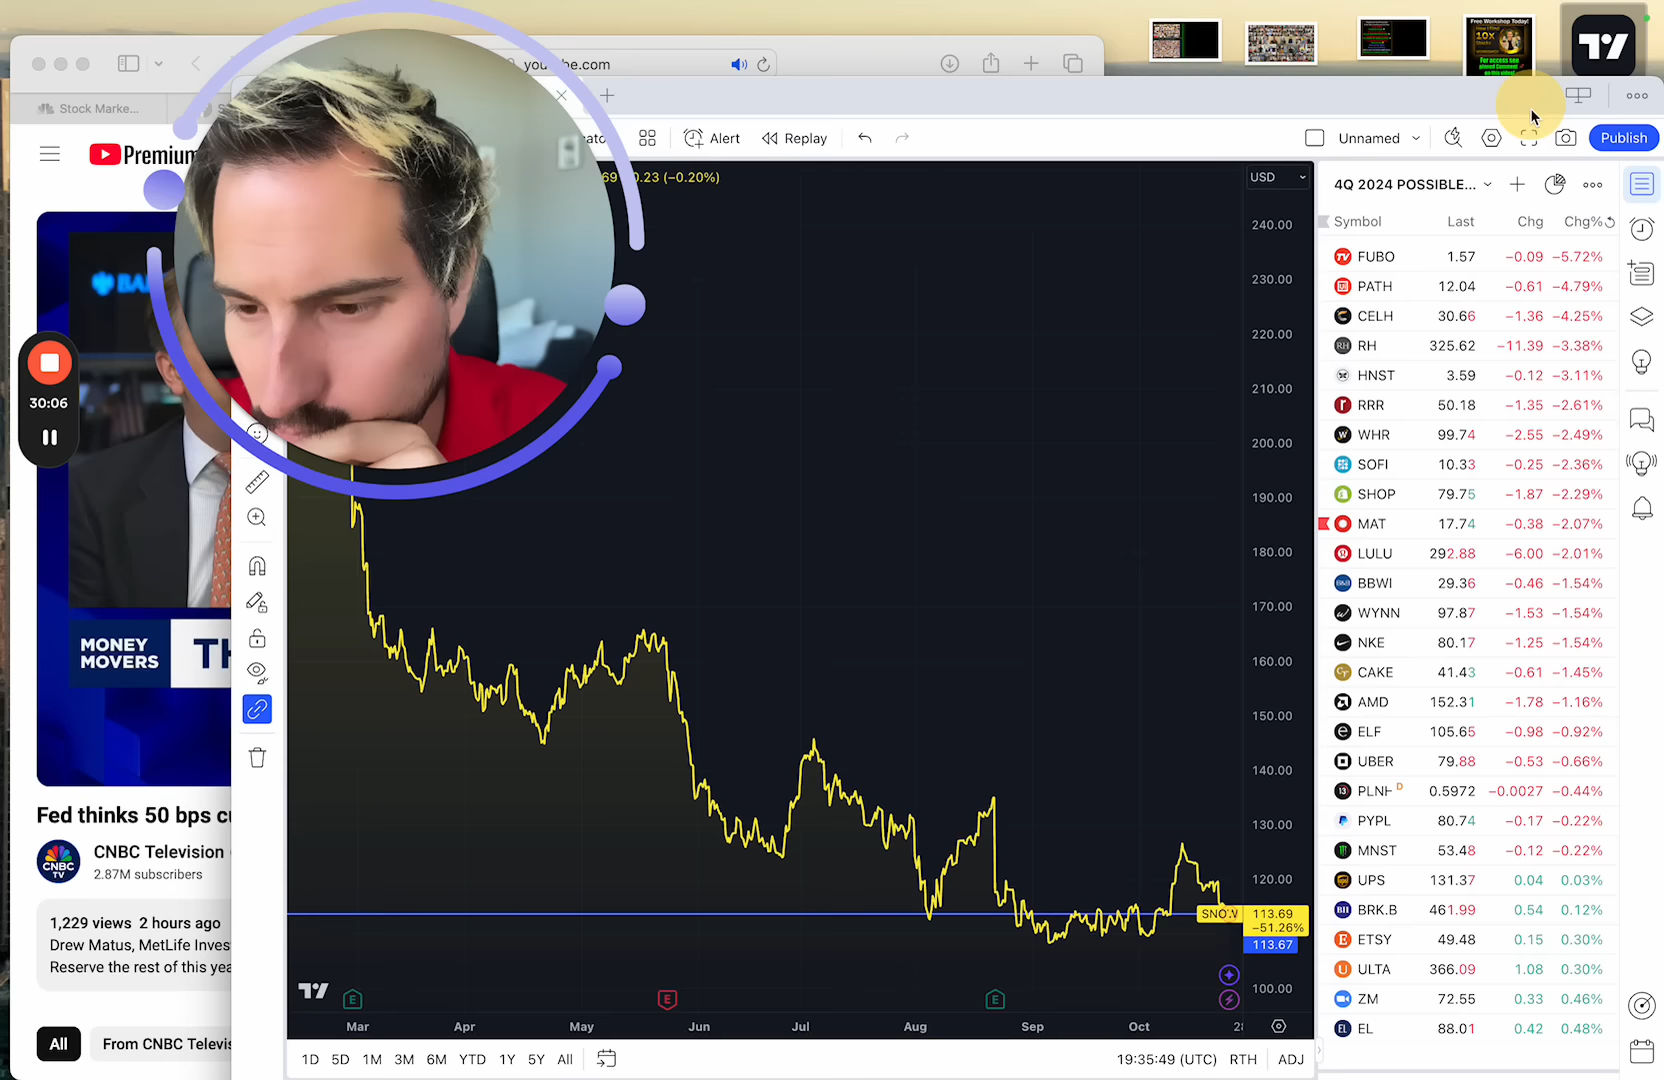 youtube.com
Stock Marke...
Premium
Alert
Replay
Unnamed
Publish
0.23 (−0.20%)
USD
240.00
230.00
220.00
210.00
200.00
190.00
180.00
170.00
160.00
150.00
140.00
130.00
120.00
100.00
SNOW
113.69
−51.26%
113.67
Mar Apr May Jun Jul Aug Sep Oct
1D 5D 1M 3M 6M YTD 1Y 5Y All
19:35:49 (UTC) RTH ADJ
4Q 2024 POSSIBLE...
Symbol Last Chg Chg%
FUBO 1.57 −0.09 −5.72%
PATH 12.04 −0.61 −4.79%
CELH 30.66 −1.36 −4.25%
RH 325.62 −11.39 −3.38%
HNST 3.59 −0.12 −3.11%
RRR 50.18 −1.35 −2.61%
WHR 99.74 −2.55 −2.49%
SOFI 10.33 −0.25 −2.36%
SHOP 79.75 −1.87 −2.29%
MAT 17.74 −0.38 −2.07%
LULU 292.88 −6.00 −2.01%
BBWI 29.36 −0.46 −1.54%
WYNN 97.87 −1.53 −1.54%
NKE 80.17 −1.25 −1.54%
CAKE 41.43 −0.61 −1.45%
AMD 152.31 −1.78 −1.16%
ELF 105.65 −0.98 −0.92%
UBER 79.88 −0.53 −0.66%
PLNH D 0.5972 −0.0027 −0.44%
PYPL 80.74 −0.17 −0.22%
MNST 53.48 −0.12 −0.22%
UPS 131.37 0.04 0.03%
BRK.B 461.99 0.54 0.12%
ETSY 49.48 0.15 0.30%
ULTA 366.09 1.08 0.30%
ZM 72.55 0.33 0.46%
EL 88.01 0.42 0.48%
30:06
MONEY
MOVERS
Fed thinks 50 bps
CNBC Television
2.87M subscribers
1,229 views 2 hours ago
Drew Matus, MetLife
Reserve the rest of this
All
From CNBC
CNBC
TV
Free Workshop Today!
10x